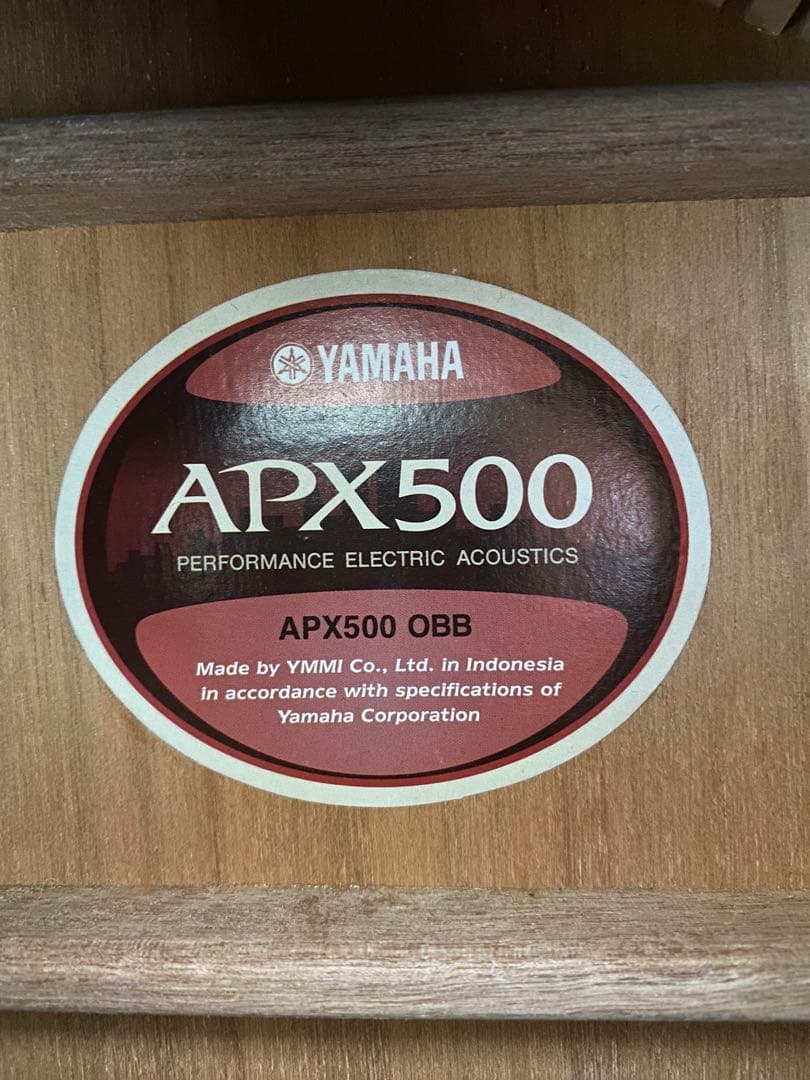 YAMAHA
APX500
PERFORMANCE ELECTRIC ACOUSTICS
APX500 OBB
Made by YMMI Co., Ltd. in Indonesia
in accordance with specifications of
Yamaha Corporation